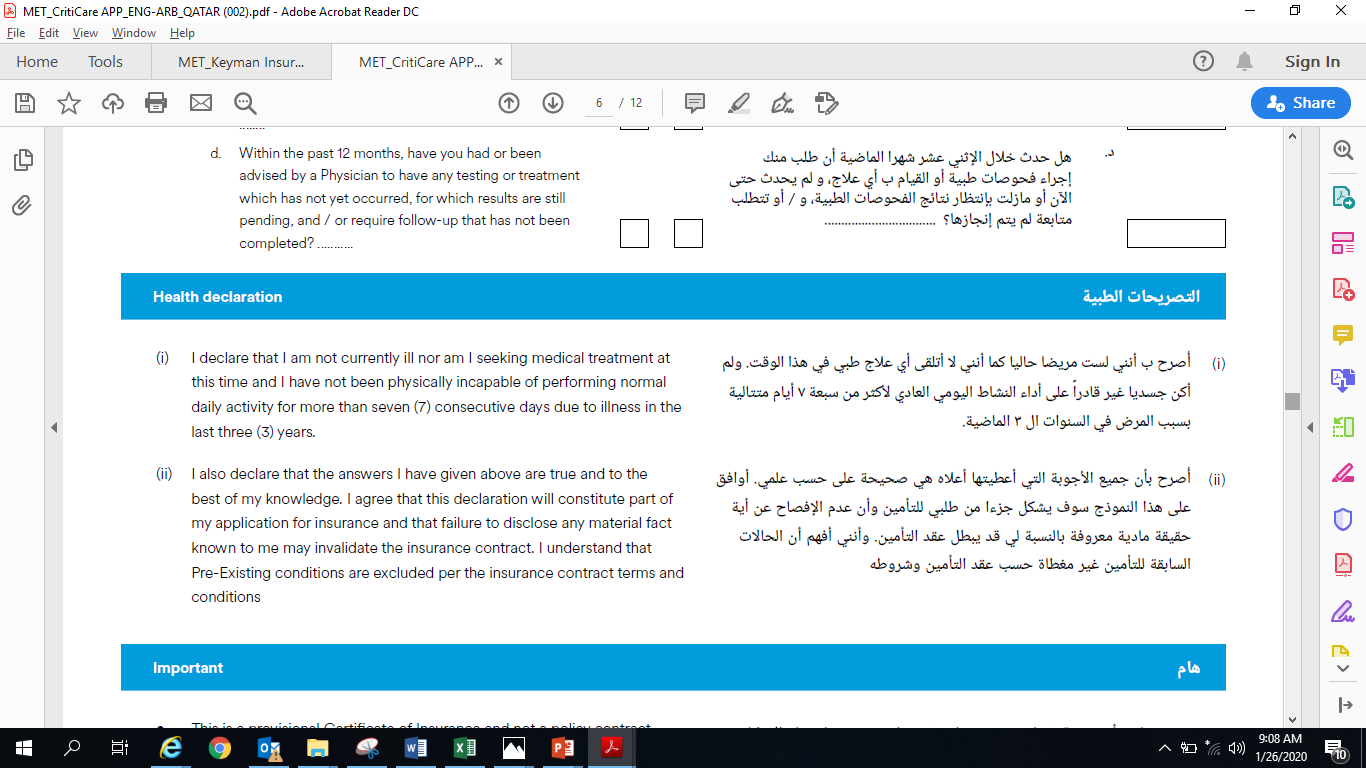 MET_CritiCare APP_ENG-ARB_QATAR (002).pdf - Adobe Acrobat Reader DC
File Edit View Window Help
Home Tools MET_Keyman Insur... MET_CritiCare APP... × Sign In
6 / 12 Share
d. Within the past 12 months, have you had or been
advised by a Physician to have any testing or treatment
which has not yet occurred, for which results are still
pending, and / or require follow-up that has not been
completed? ...........
د. هل حدث خلال الإثني عشر شهرا الماضية أن طلب منك
إجراء فحوصات طبية أو القيام ب أي علاج، و لم يحدث حتى
الآن أو مازلت بإنتظار نتائج الفحوصات الطبية، و / أو تتطلب
متابعة لم يتم إنجازها؟ .................................
Health declaration
التصريحات الطبية
(i) I declare that I am not currently ill nor am I seeking medical treatment at
this time and I have not been physically incapable of performing normal
daily activity for more than seven (7) consecutive days due to illness in the
last three (3) years.
(i) أصرح ب أنني لست مريضا حاليا كما أنني لا أتلقى أي علاج طبي في هذا الوقت. ولم
أكن جسديا غير قادراً على أداء النشاط اليومي العادي لأكثر من سبعة ٧ أيام متتالية
بسبب المرض في السنوات ال ٣ الماضية.
(ii) I also declare that the answers I have given above are true and to the
best of my knowledge. I agree that this declaration will constitute part of
my application for insurance and that failure to disclose any material fact
known to me may invalidate the insurance contract. I understand that
Pre-Existing conditions are excluded per the insurance contract terms and
conditions
(ii) أصرح بأن جميع الأجوبة التي أعطيتها أعلاه هي صحيحة على حسب علمي. أوافق
على هذا النموذج سوف يشكل جزءا من طلبي للتأمين وأن عدم الإفصاح عن أية
حقيقة مادية معروفة بالنسبة لي قد يبطل عقد التأمين. وأنني أفهم أن الحالات
السابقة للتأمين غير مغطاة حسب عقد التأمين وشروطه
Important
هام
This is a provisional Certificate of Insurance and not a policy contract
9:08 AM
1/26/2020
10